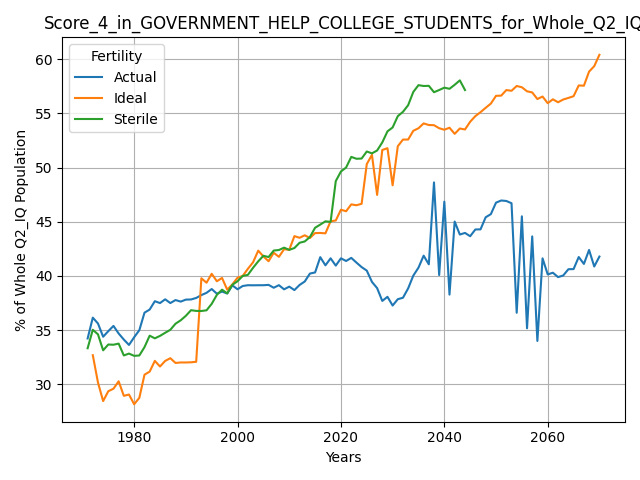 Score_4_in_GOVERNMENT_HELP_COLLEGE_STUDENTS_for_Whole_Q2_IQ
Fertility
Actual
Ideal
Sterile
% of Whole Q2_IQ Population
60
55
50
45
40
35
30
1980
2000
2020
2040
2060
Years